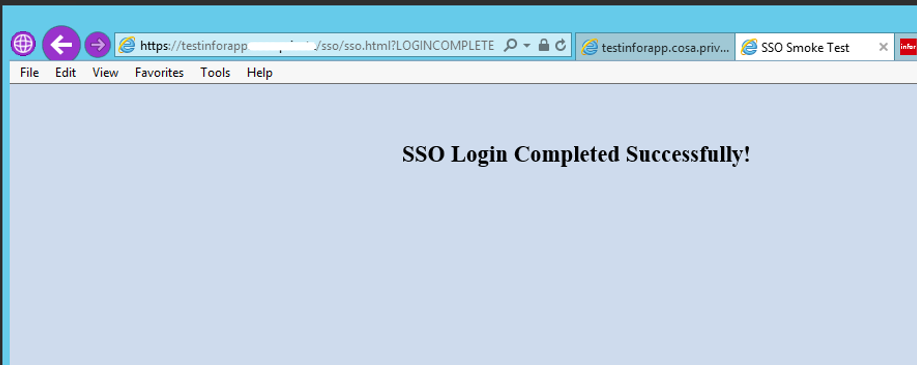 https://testinforapp /sso/sso.html?LOGINCOMPLETE
testinforapp.cosa.priv...
SSO Smoke Test
infor
File Edit View Favorites Tools Help
SSO Login Completed Successfully!